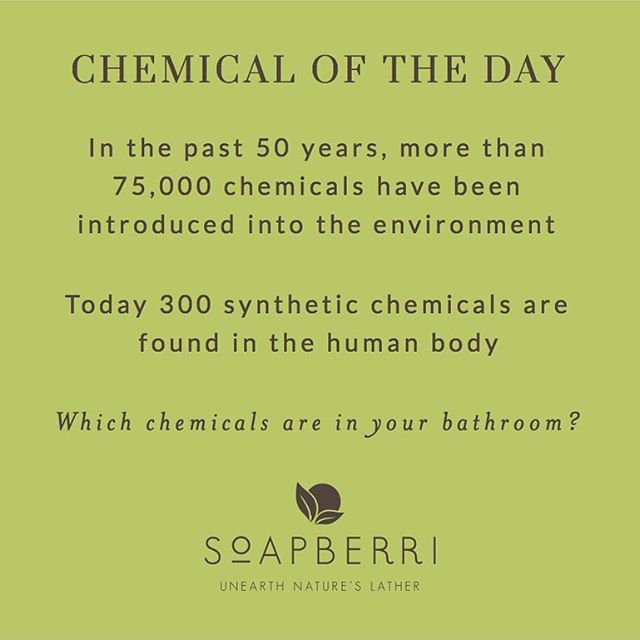 CHEMICAL OF THE DAY
In the past 50 years, more than
75,000 chemicals have been
introduced into the environment
Today 300 synthetic chemicals are
found in the human body
Which chemicals are in your bathroom?
SOAPBERRI
UNEARTH NATURE'S LATHER